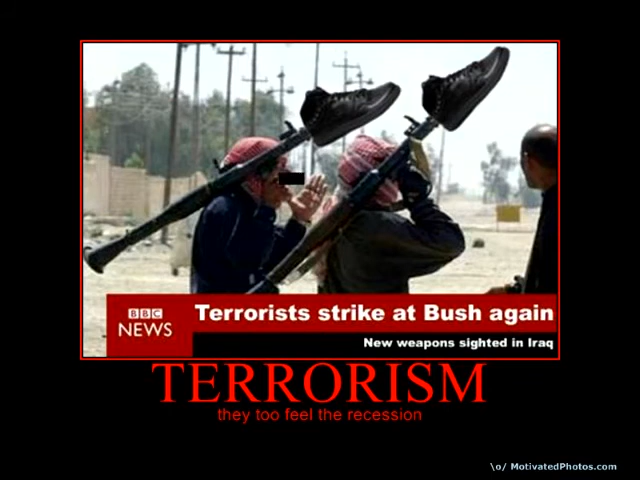 BBC
NEWS
Terrorists strike at Bush again
New weapons sighted in Iraq
TERRORISM
they too feel the recession
\o/ MotivatedPhotos.com